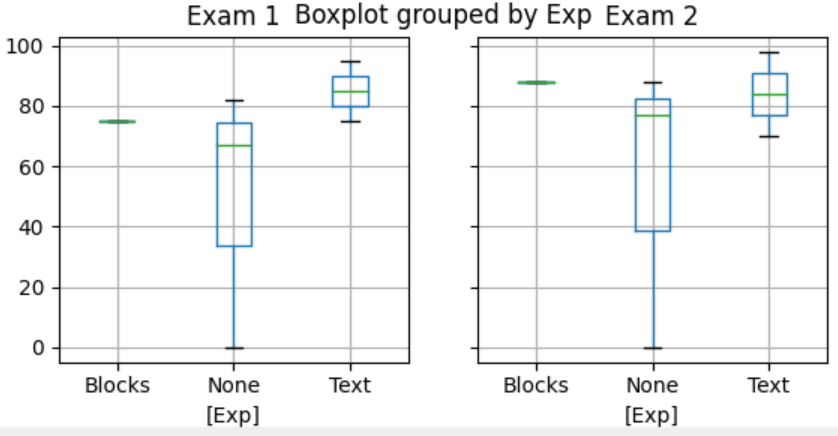 Exam 1 Boxplot grouped by Exp Exam 2
100
80
60
40
20
0
Blocks None Text Blocks None Text
[Exp] [Exp]